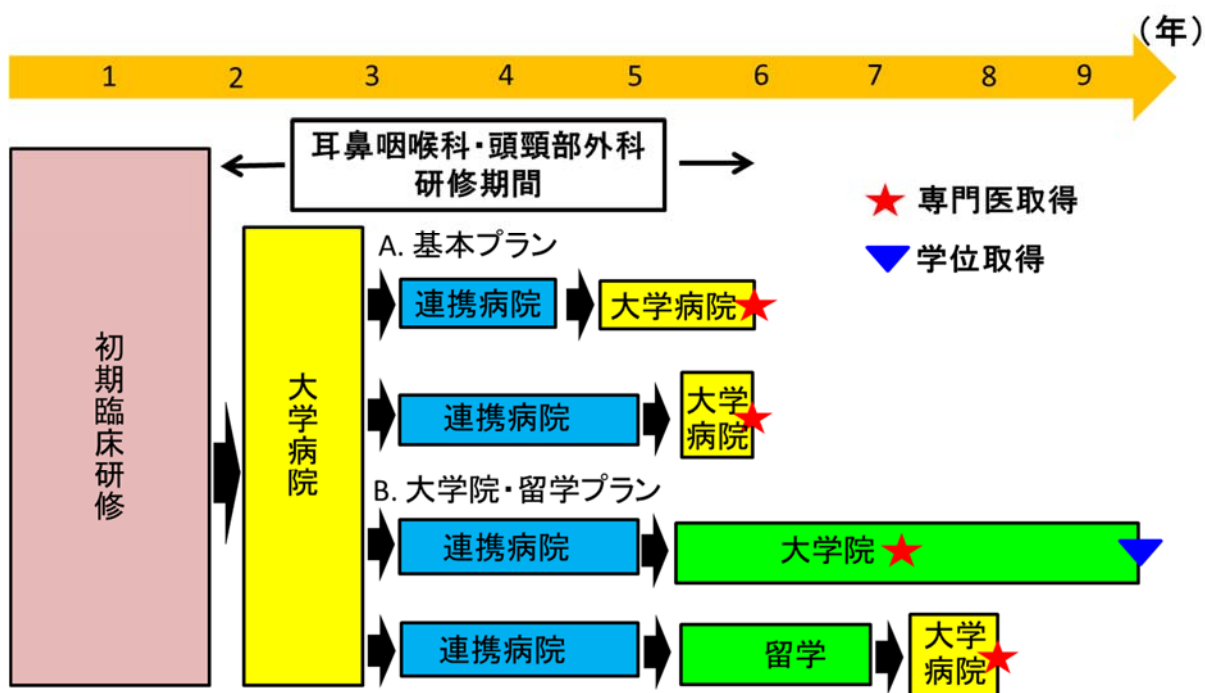 (年)
1 2 3 4 5 6 7 8 9
耳鼻咽喉科・頭頸部外科
研修期間
専門医取得
学位取得
初期臨床研修
大学病院
A. 基本プラン
連携病院
大学病院
連携病院
大学
病院
B. 大学院・留学プラン
連携病院
大学院
連携病院
留学
大学
病院